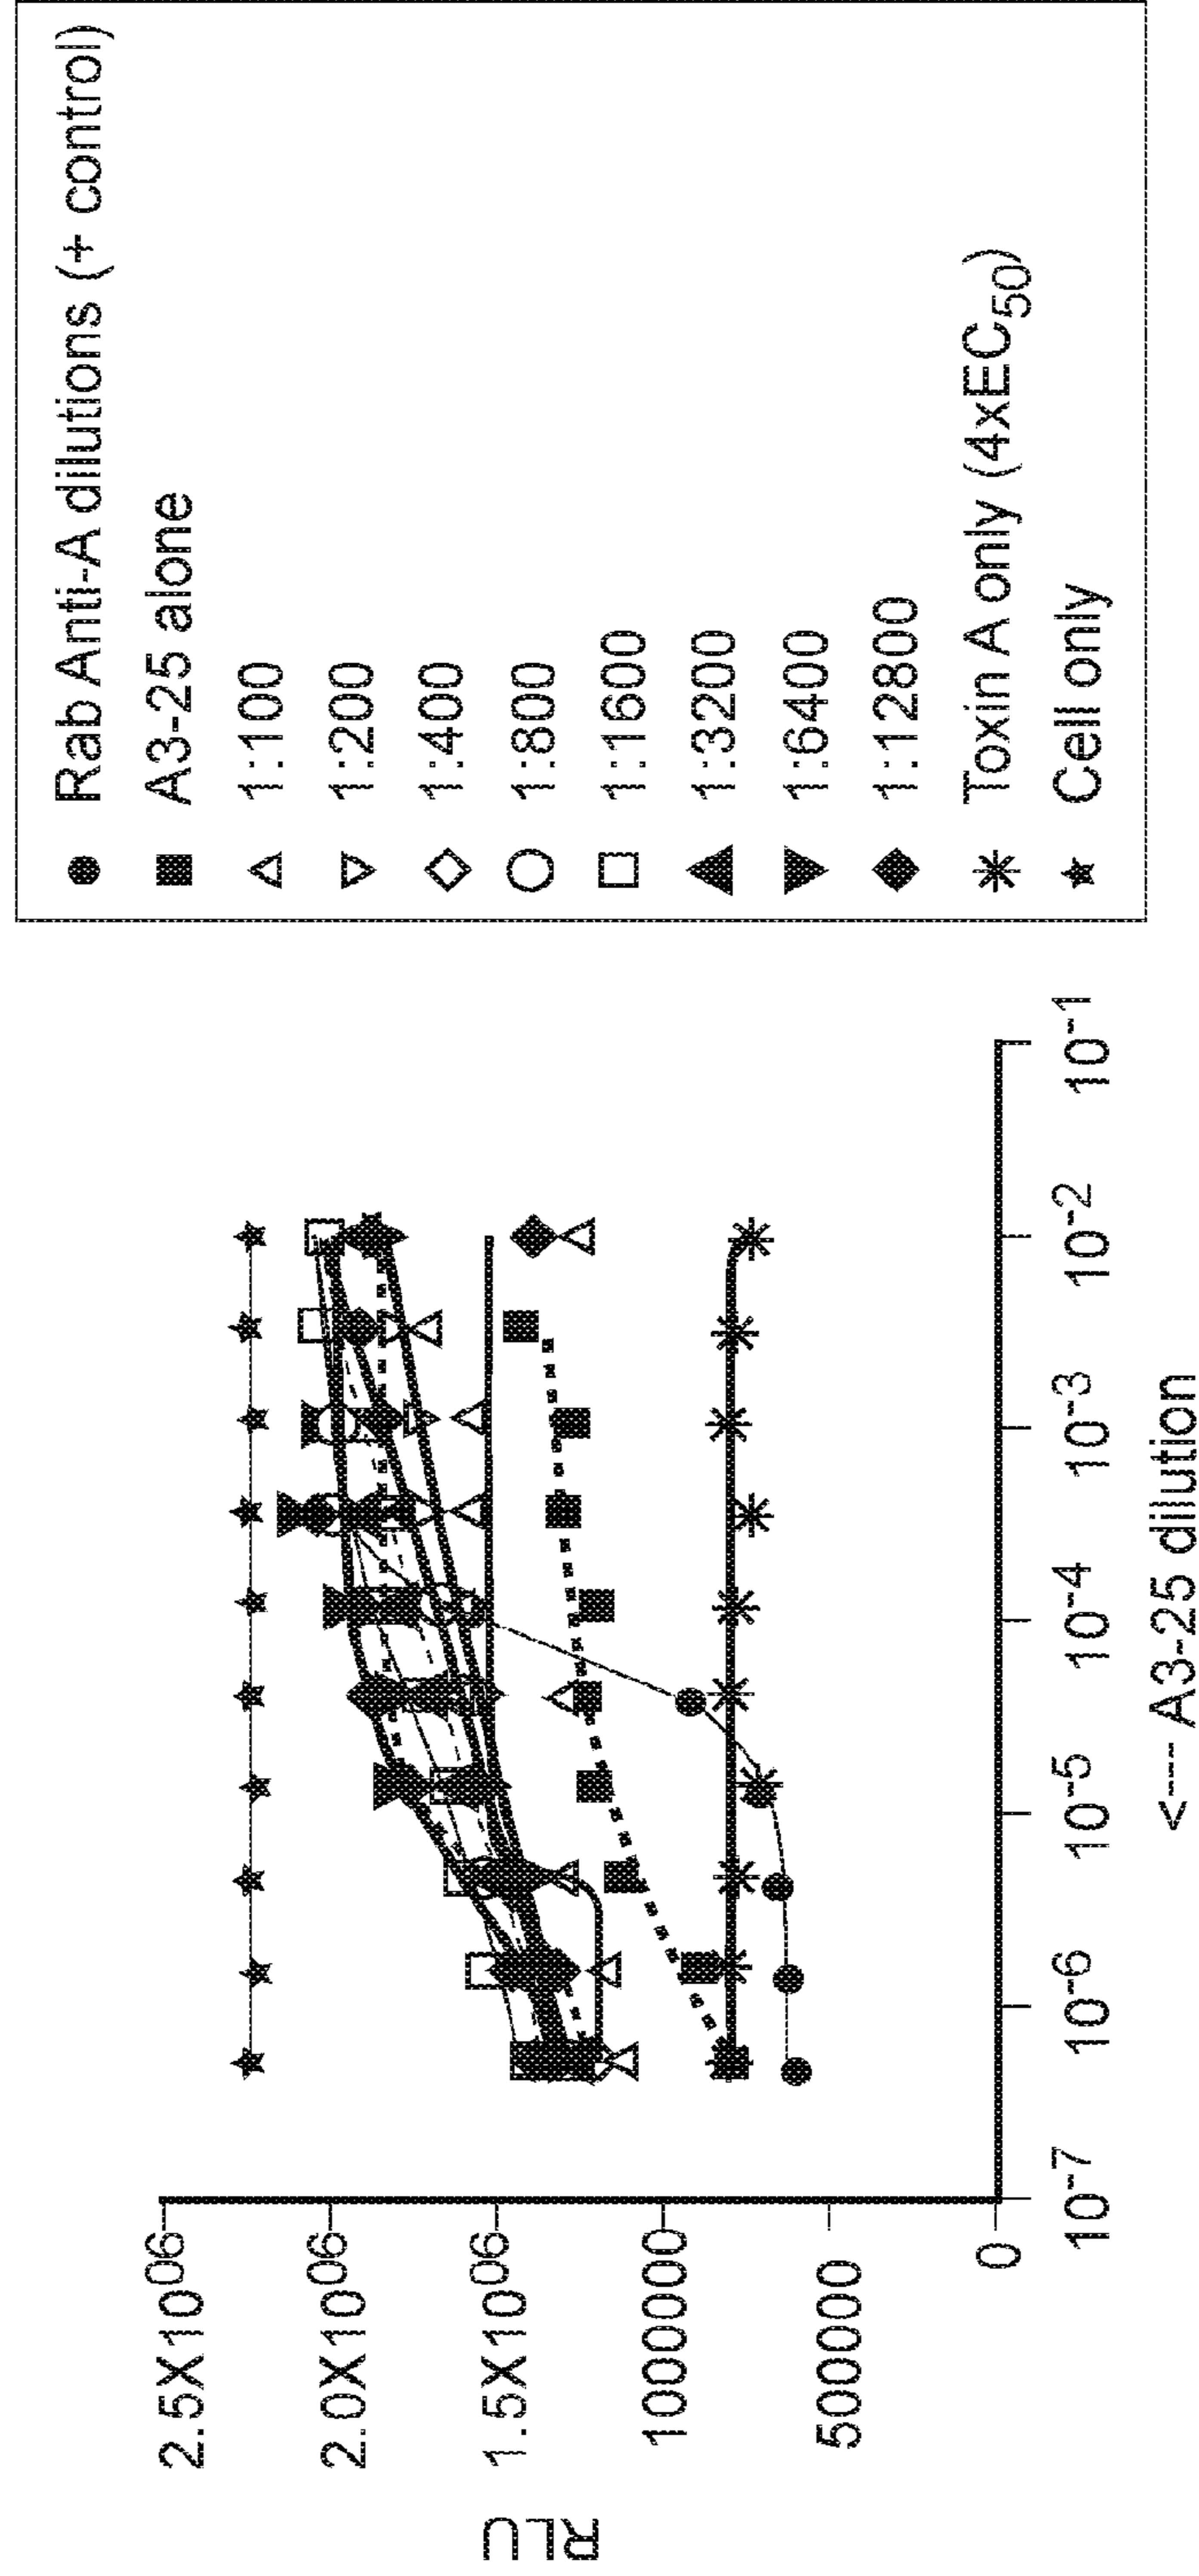 RLU
2.5X10⁰⁶
2.0X10⁰⁶
1.5X10⁰⁶
1000000
500000
0
10⁻⁷ 10⁻⁶ 10⁻⁵ 10⁻⁴ 10⁻³ 10⁻² 10⁻¹
<--- A3-25 dilution
Rab Anti-A dilutions (+ control)
A3-25 alone
1:100
1:200
1:400
1:800
1:1600
1:3200
1:6400
1:12800
Toxin A only (4xEC₅₀)
Cell only